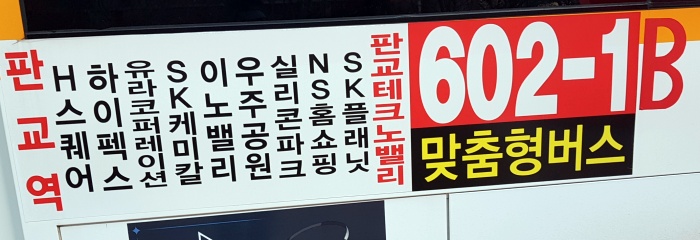 판교역
H스퀘어
하이펙스
유라코퍼레이션
SK케미칼
이노밸리
우주공원
실리콘파크
NS홈쇼핑
SK플래닛
판교테크노밸리
602-1B
맞춤형버스